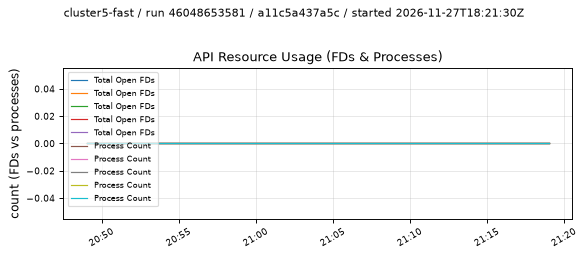 cluster5-fast / run 46048653581 / a11c5a437a5c / started 2026-11-27T18:21:30Z
API Resource Usage (FDs & Processes)
count (FDs vs processes)
0.04
0.02
0.00
−0.02
−0.04
Total Open FDs
Total Open FDs
Total Open FDs
Total Open FDs
Total Open FDs
Process Count
Process Count
Process Count
Process Count
Process Count
20:50
20:55
21:00
21:05
21:10
21:15
21:20